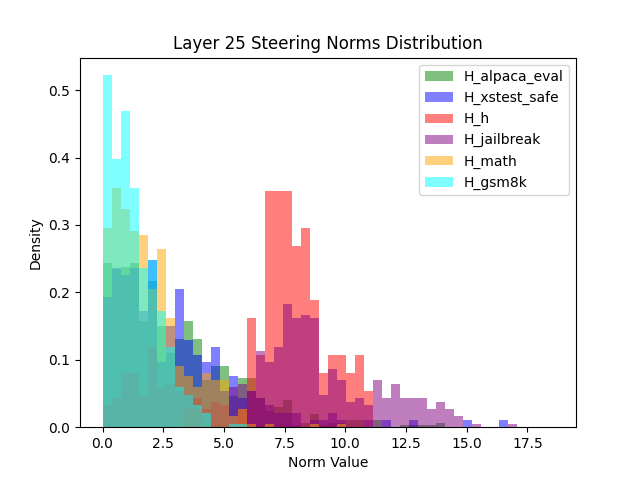 Layer 25 Steering Norms Distribution
H_alpaca_eval
H_xstest_safe
H_h
H_jailbreak
H_math
H_gsm8k
0.5
0.4
0.3
0.2
0.1
0.0
Density
0.0 2.5 5.0 7.5 10.0 12.5 15.0 17.5
Norm Value